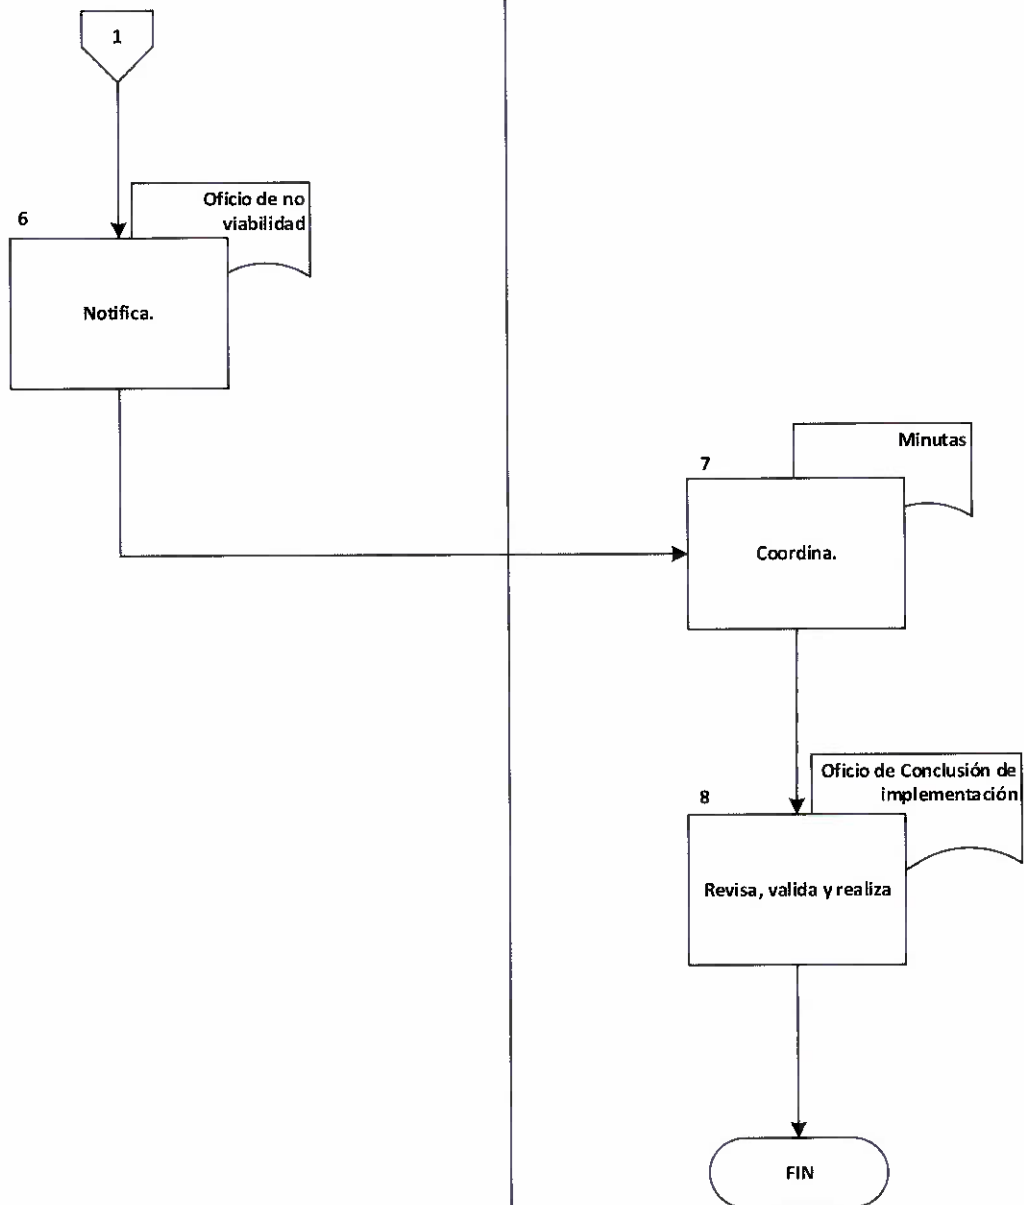 1
Oficio de no
viabilidad
6
Notifica.
Minutas
7
Coordina.
Oficio de Conclusión de
implementación
8
Revisa, valida y realiza
FIN